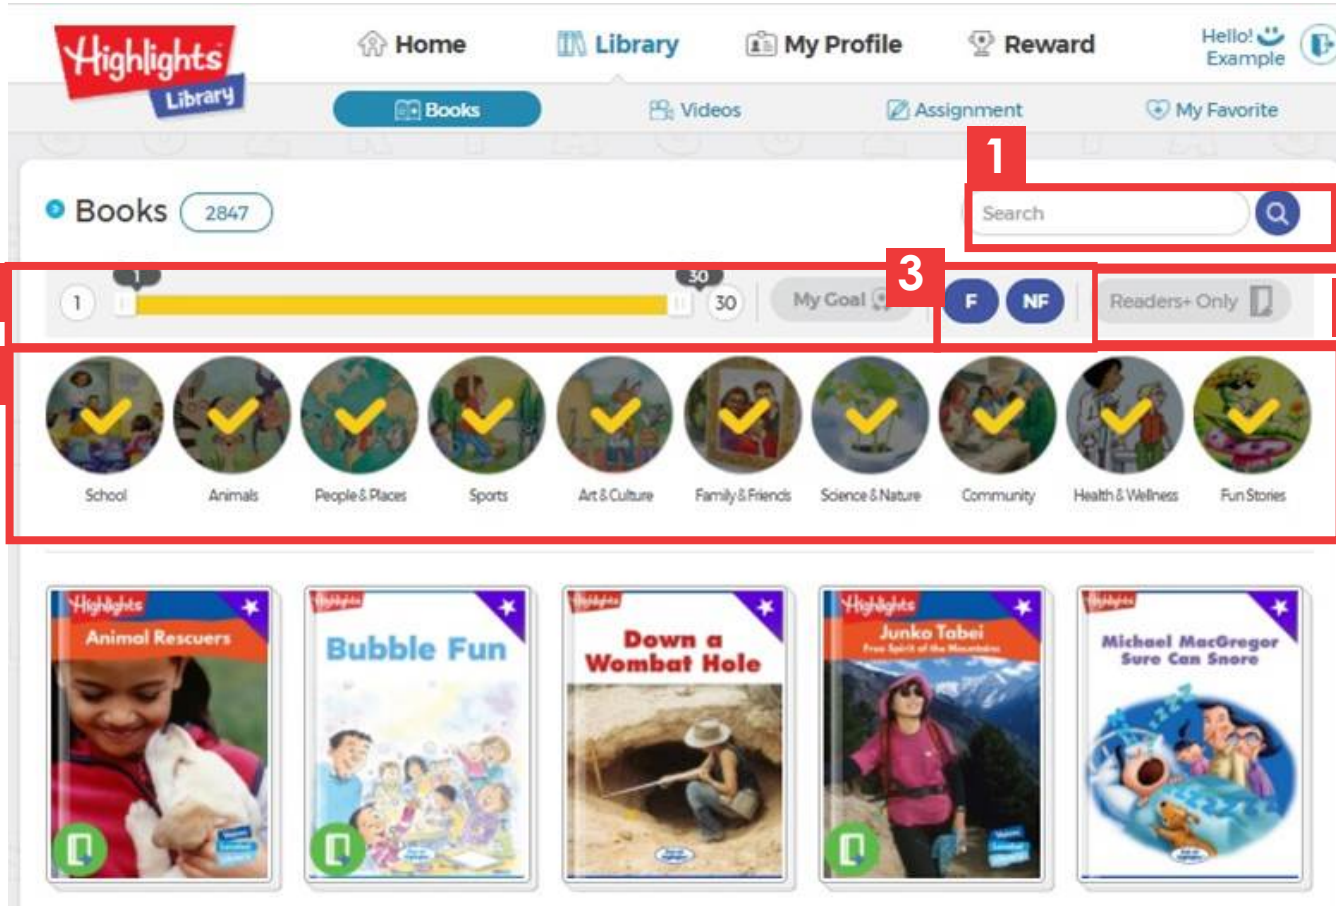 Highlights
Library
Home
Library
My Profile
Reward
Hello!
Example
Books
Videos
Assignment
My Favorite
1
Books 2847
Search
3
1
1
30
30
My Goal
F
NF
Readers+ Only
School
Animals
People & Places
Sports
Art & Culture
Family & Friends
Science & Nature
Community
Health & Wellness
Fun Stories
Highlights
Animal Rescuers
Highlights
Bubble Fun
Highlights
Down a
Wombat Hole
Highlights
Junko Tabei
Free Spirit of the Mountains
Highlights
Michael MacGregor
Sure Can Snore